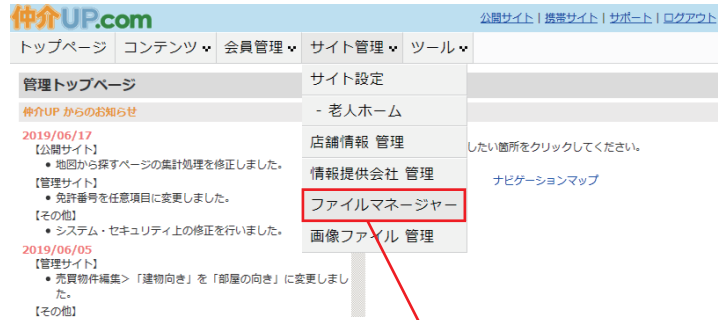 仲介UP.com
公開サイト | 携帯サイト | サポート | ログアウト
トップページ コンテンツ 会員管理 サイト管理 ツール
管理トップページ
サイト設定
- 老人ホーム
店舗情報 管理
情報提供会社 管理
ファイルマネージャー
画像ファイル 管理
仲介UP からのお知らせ
2019/06/17
【公開サイト】
• 地図から探すページの集計処理を修正しました。
【管理サイト】
• 免許番号を任意項目に変更しました。
【その他】
• システム・セキュリティ上の修正を行いました。
2019/06/05
【管理サイト】
• 売買物件編集>「建物向き」を「部屋の向き」に変更しまし
た。
【その他】
したい箇所をクリックしてください。
ナビゲーションマップ